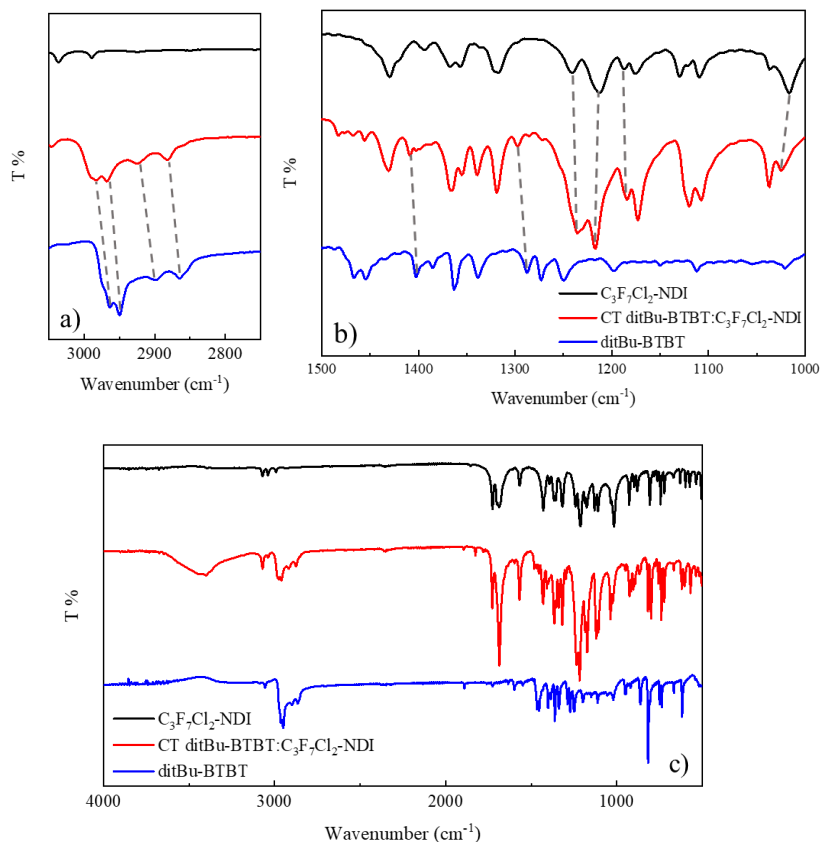 T %
a)
3000
2900
2800
Wavenumber (cm⁻¹)
T %
b)
C₃F₇Cl₂-NDI
CT ditBu-BTBT:C₃F₇Cl₂-NDI
ditBu-BTBT
1500
1400
1300
1200
1100
1000
Wavenumber (cm⁻¹)
T %
C₃F₇Cl₂-NDI
CT ditBu-BTBT:C₃F₇Cl₂-NDI
ditBu-BTBT
c)
4000
3000
2000
1000
Wavenumber (cm⁻¹)